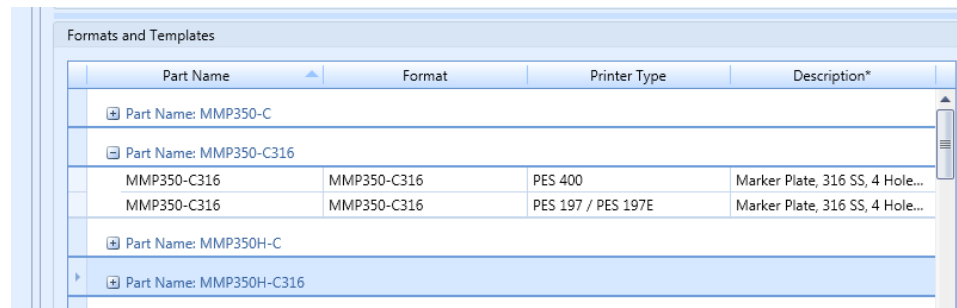 Formats and Templates
Part Name Format Printer Type Description*
Part Name: MMP350-C
Part Name: MMP350-C316
MMP350-C316 MMP350-C316 PES 400 Marker Plate, 316 SS, 4 Hole...
MMP350-C316 MMP350-C316 PES 197 / PES 197E Marker Plate, 316 SS, 4 Hole...
Part Name: MMP350H-C
Part Name: MMP350H-C316